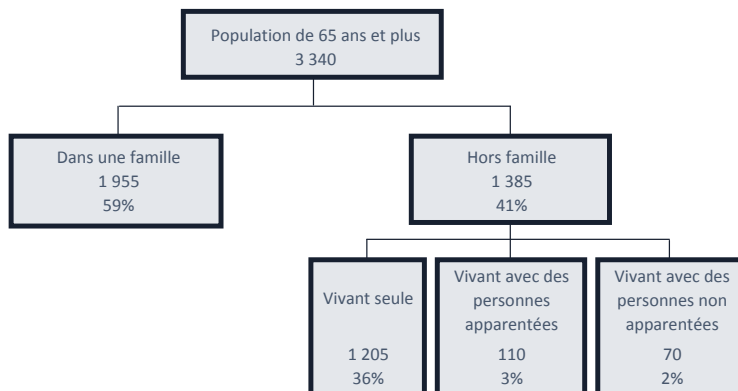 Population de 65 ans et plus
3 340
Dans une famille
1 955
59%
Hors famille
1 385
41%
Vivant seule
1 205
36%
Vivant avec des
personnes
apparentées
110
3%
Vivant avec des
personnes non
apparentées
70
2%